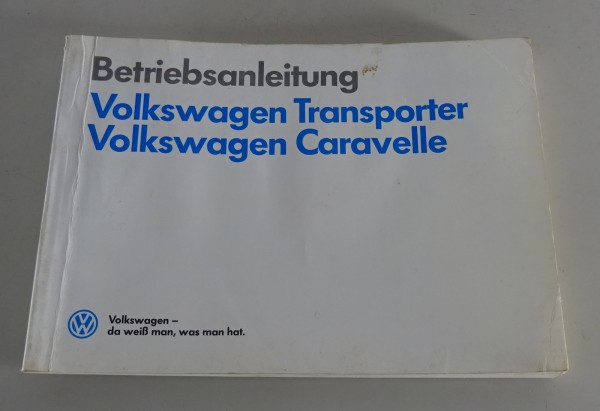 Betriebsanleitung
Volkswagen Transporter
Volkswagen Caravelle
Volkswagen –
da weiß man, was man hat.